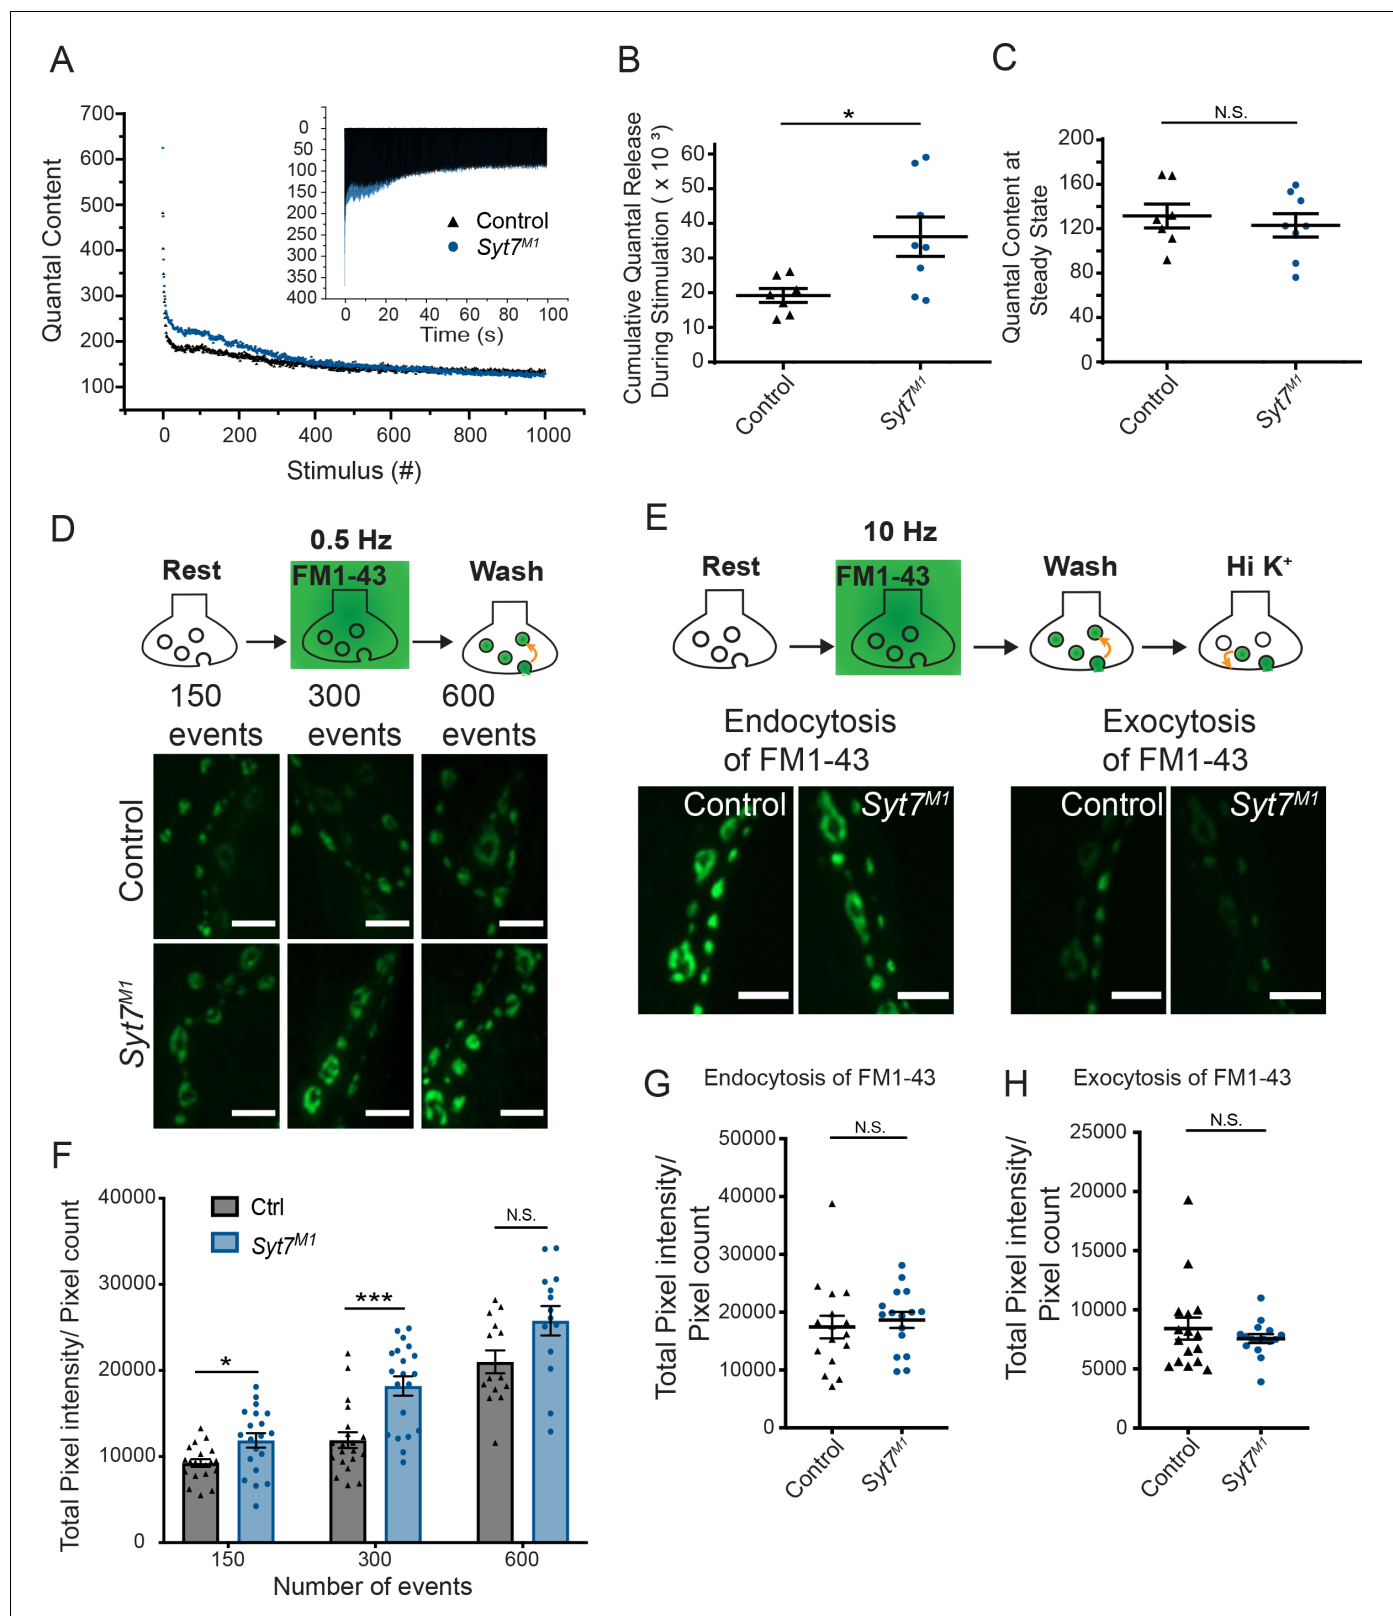 A
700
600
500
400
300
200
100
Quantal Content
0
200
400
600
800
1000
Stimulus (#)
0
50
100
150
200
250
300
350
400
0
20
40
60
80
100
Time (s)
Control
Syt7M1
B
*
Cumulative Quantal Release
During Stimulation ( x 10 ³)
60
50
40
30
20
10
0
Control
Syt7M1
C
N.S.
Quantal Content at
Steady State
200
160
120
80
40
0
Control
Syt7M1
D
0.5 Hz
Rest
FM1-43
Wash
150
events
300
events
600
events
Control
Syt7M1
E
10 Hz
Rest
FM1-43
Wash
Hi K+
Endocytosis
of FM1-43
Exocytosis
of FM1-43
Control
Syt7M1
Control
Syt7M1
F
Total Pixel intensity/ Pixel count
40000
30000
20000
10000
0
Ctrl
Syt7M1
*
***
N.S.
150
300
600
Number of events
G
Endocytosis of FM1-43
N.S.
Total Pixel intensity/
Pixel count
50000
40000
30000
20000
10000
0
Control
Syt7M1
H
Exocytosis of FM1-43
N.S.
Total Pixel intensity/
Pixel count
25000
20000
15000
10000
5000
0
Control
Syt7M1